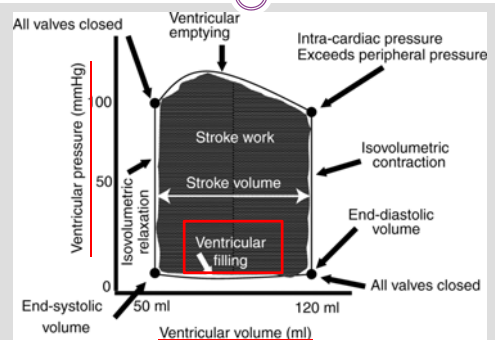 Ventricular
emptying
All valves closed
Intra-cardiac pressure
Exceeds peripheral pressure
Ventricular pressure (mmHg)
100
50
0
Stroke work
Stroke volume
Isovolumetric
contraction
Isovolumetric
relaxation
Ventricular
filling
End-diastolic
volume
All valves closed
End-systolic
volume
50 ml
120 ml
Ventricular volume (ml)